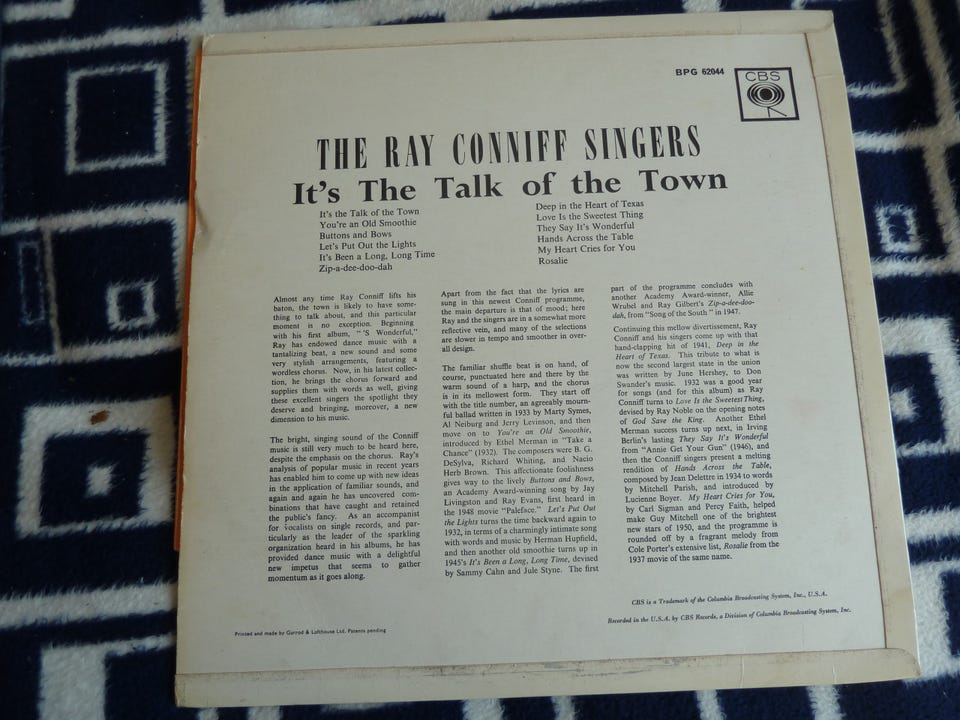 BPG 62044
CBS
THE RAY CONNIFF SINGERS
It's The Talk of the Town
It's the Talk of the Town
You're an Old Smoothie
Buttons and Bows
Let's Put Out the Lights
It's Been a Long, Long Time
Zip-a-dee-doo-dah
Deep in the Heart of Texas
Love Is the Sweetest Thing
They Say It's Wonderful
Hands Across the Table
My Heart Cries for You
Rosalie
Almost any time Ray Conniff lifts his
baton, the town is likely to have some-
thing to talk about, and this particular
moment is no exception. Beginning
with his first album, "'S Wonderful,"
Ray has endowed dance music with a
tantalizing beat, a new sound and some
very stylish arrangements, featuring a
wordless chorus. Now, in his latest collec-
tion, he brings the chorus forward and
supplies them with words as well, giving
these excellent singers the spotlight they
deserve and bringing, moreover, a new
dimension to his music.
The bright, singing sound of the Conniff
music is still very much to be heard here,
despite the emphasis on the chorus. Ray's
analysis of popular music in recent years
has enabled him to come up with new ideas
in the application of familiar sounds, and
again and again he has uncovered com-
binations that have caught and retained
the public's fancy. As an accompanist
for vocalists on single records, and par-
ticularly as the leader of the sparkling
organization heard in his albums, he has
provided dance music with a delightful
new impetus that seems to gather
momentum as it goes along.
Apart from the fact that the lyrics are
sung in this newest Conniff programme,
the main departure is that of mood; here
Ray and the singers are in a somewhat more
reflective vein, and many of the selections
are slower in tempo and smoother in over-
all design.
The familiar shuffle beat is on hand, of
course, punctuated here and there by the
warm sound of a harp, and the chorus
is in its mellowest form. They start off
with the title number, an agreeably mourn-
ful ballad written in 1933 by Marty Symes,
Al Neiburg and Jerry Levinson, and then
move on to You're an Old Smoothie,
introduced by Ethel Merman in "Take a
Chance" (1932). The composers were B. G.
DeSylva, Richard Whiting, and Nacio
Herb Brown. This affectionate foolishness
gives way to the lively Buttons and Bows,
an Academy Award-winning song by Jay
Livingston and Ray Evans, first heard in
the 1948 movie "Paleface." Let's Put Out
the Lights turns the time backward again to
1932, in terms of a charmingly intimate song
with words and music by Herman Hupfield,
and then another old smoothie turns up in
1945's It's Been a Long, Long Time, devised
by Sammy Cahn and Jule Styne. The first
part of the programme concludes with
another Academy Award-winner, Allie
Wrubel and Ray Gilbert's Zip-a-dee-doo-
dah, from "Song of the South" in 1947.
Continuing this mellow divertissement, Ray
Conniff and his singers come up with that
hand-clapping hit of 1941, Deep in the
Heart of Texas. This tribute to what is
now the second largest state in the union
was written by June Hershey, to Don
Swander's music. 1932 was a good year
for songs (and for this album) as Ray
Conniff turns to Love Is the Sweetest Thing,
devised by Ray Noble on the opening notes
of God Save the King. Another Ethel
Merman success turns up next, in Irving
Berlin's lasting They Say It's Wonderful
from "Annie Get Your Gun" (1946), and
then the Conniff singers present a melting
rendition of Hands Across the Table,
composed by Jean Delettre in 1934 to words
by Mitchell Parish, and introduced by
Lucienne Boyer. My Heart Cries for You,
by Carl Sigman and Percy Faith, helped
make Guy Mitchell one of the brightest
new stars of 1950, and the programme is
rounded off by a fragrant melody from
Cole Porter's extensive list, Rosalie from the
1937 movie of the same name.
CBS is a Trademark of the Columbia Broadcasting System, Inc., U.S.A.
Recorded in the U.S.A. by CBS Records, a Division of Columbia Broadcasting System, Inc.
Printed and made by Garrod & Lofthouse Ltd. Patents pending